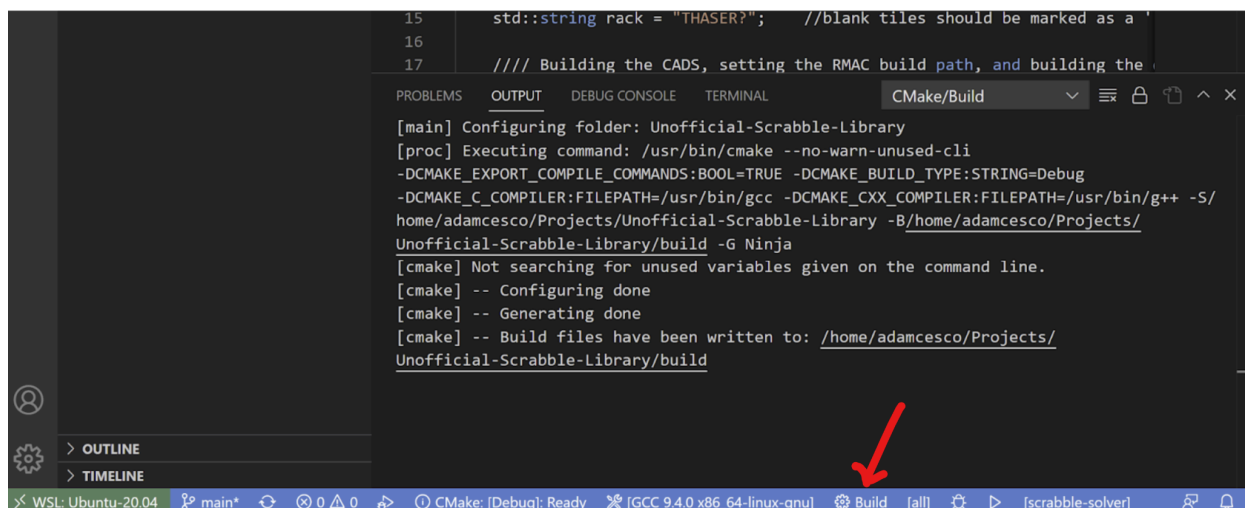 15 std::string rack = "THASER?"; //blank tiles should be marked as a '
16
17 //// Building the CADS, setting the RMAC build path, and building the
PROBLEMS OUTPUT DEBUG CONSOLE TERMINAL CMake/Build
[main] Configuring folder: Unofficial-Scrabble-Library
[proc] Executing command: /usr/bin/cmake --no-warn-unused-cli
-DCMAKE_EXPORT_COMPILE_COMMANDS:BOOL=TRUE -DCMAKE_BUILD_TYPE:STRING=Debug
-DCMAKE_C_COMPILER:FILEPATH=/usr/bin/gcc -DCMAKE_CXX_COMPILER:FILEPATH=/usr/bin/g++ -S/
home/adamcesco/Projects/Unofficial-Scrabble-Library -B/home/adamcesco/Projects/
Unofficial-Scrabble-Library/build -G Ninja
[cmake] Not searching for unused variables given on the command line.
[cmake] -- Configuring done
[cmake] -- Generating done
[cmake] -- Build files have been written to: /home/adamcesco/Projects/
Unofficial-Scrabble-Library/build
OUTLINE
TIMELINE
WSL: Ubuntu-20.04 main* 0 0 CMake: [Debug]: Ready [GCC 9.4.0 x86_64-linux-gnu] Build [all] [scrabble-solver]